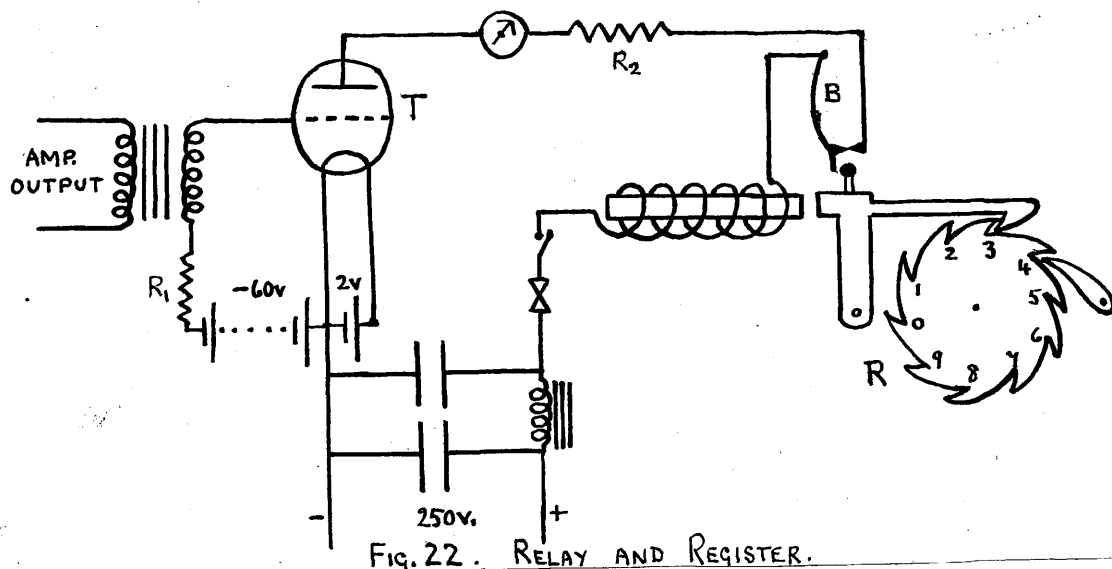 AMP.
OUTPUT
T
R₂
B
R₁
-60v
2v
250v.
-
+
R
0
1
2
3
4
5
6
7
8
9
FIG. 22. RELAY AND REGISTER.